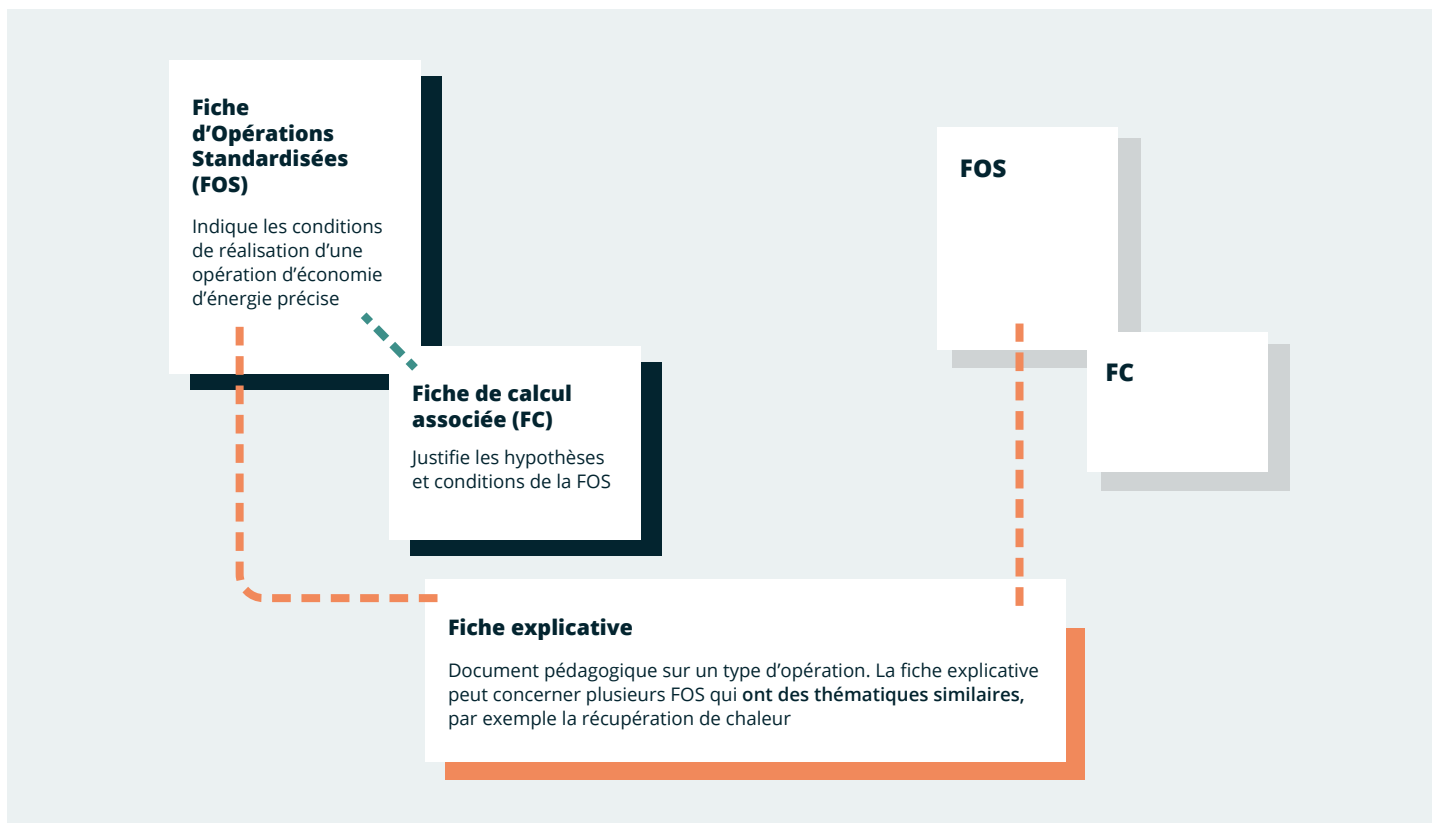 Fiche
d’Opérations
Standardisées
(FOS)
Indique les conditions
de réalisation d’une
opération d’économie
d’énergie précise
Fiche de calcul
associée (FC)
Justifie les hypothèses
et conditions de la FOS
FOS
FC
Fiche explicative
Document pédagogique sur un type d’opération. La fiche explicative
peut concerner plusieurs FOS qui ont des thématiques similaires,
par exemple la récupération de chaleur